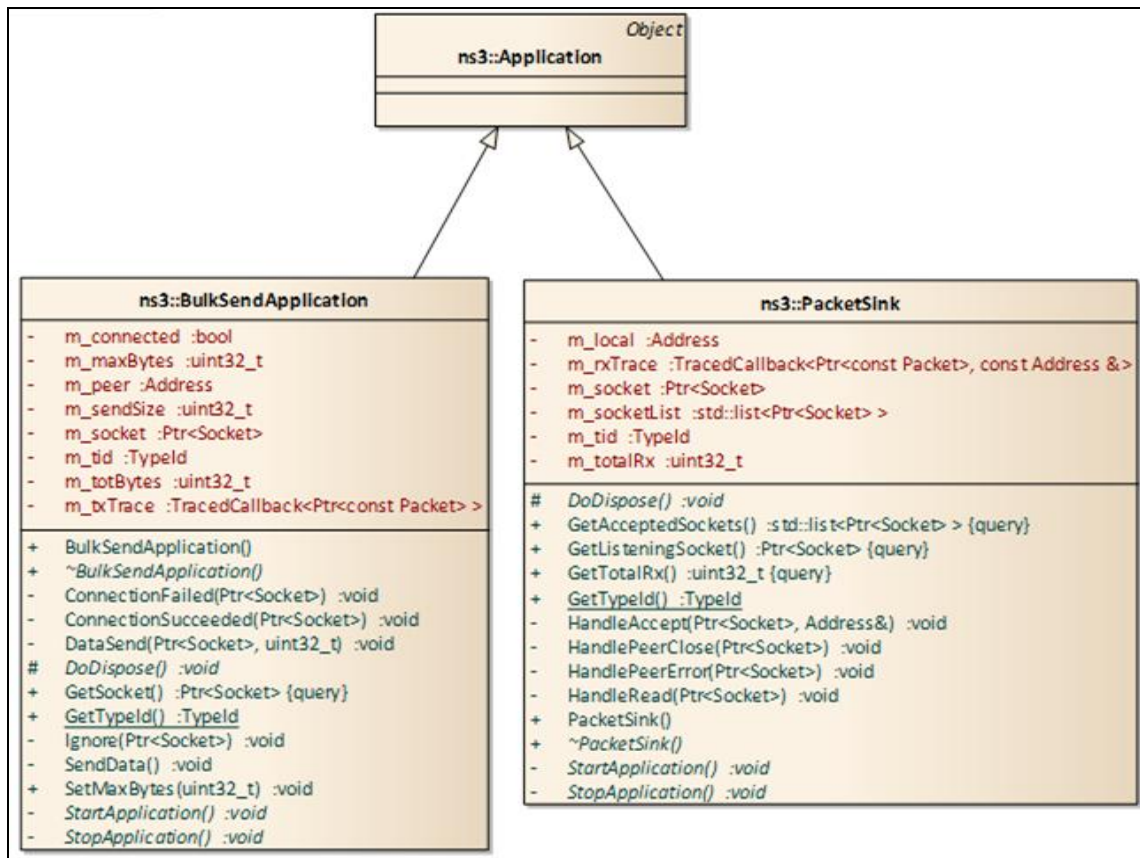 Object
ns3::Application
ns3::BulkSendApplication
- m_connected :bool
- m_maxBytes :uint32_t
- m_peer :Address
- m_sendSize :uint32_t
- m_socket :Ptr<Socket>
- m_tid :TypeId
- m_totBytes :uint32_t
- m_txTrace :TracedCallback<Ptr<const Packet> >
+ BulkSendApplication()
+ ~BulkSendApplication()
- ConnectionFailed(Ptr<Socket>) :void
- ConnectionSucceeded(Ptr<Socket>) :void
- DataSend(Ptr<Socket>, uint32_t) :void
# DoDispose() :void
+ GetSocket() :Ptr<Socket> {query}
+ GetTypeId() :TypeId
- Ignore(Ptr<Socket>) :void
- SendData() :void
+ SetMaxBytes(uint32_t) :void
- StartApplication() :void
- StopApplication() :void
ns3::PacketSink
- m_local :Address
- m_rxTrace :TracedCallback<Ptr<const Packet>, const Address &>
- m_socket :Ptr<Socket>
- m_socketList :std::list<Ptr<Socket> >
- m_tid :TypeId
- m_totalRx :uint32_t
# DoDispose() :void
+ GetAcceptedSockets() :std::list<Ptr<Socket> > {query}
+ GetListeningSocket() :Ptr<Socket> {query}
+ GetTotalRx() :uint32_t {query}
+ GetTypeId() :TypeId
- HandleAccept(Ptr<Socket>, Address&) :void
- HandlePeerClose(Ptr<Socket>) :void
- HandlePeerError(Ptr<Socket>) :void
- HandleRead(Ptr<Socket>) :void
+ PacketSink()
+ ~PacketSink()
- StartApplication() :void
- StopApplication() :void